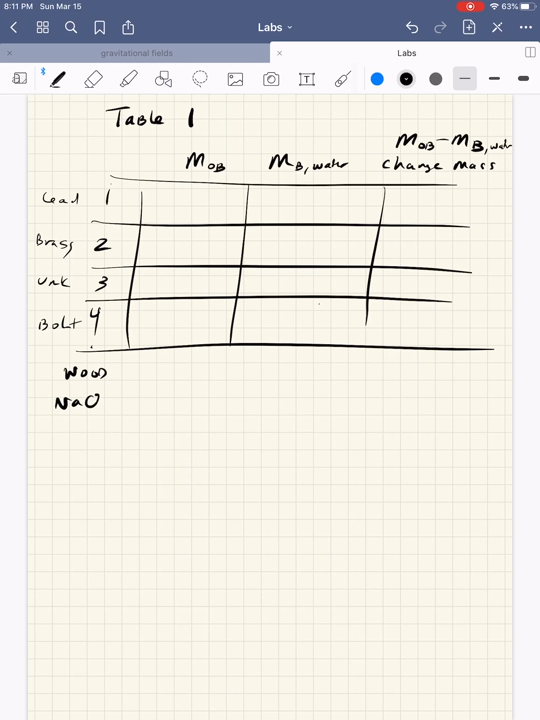 8:11 PM Sun Mar 15 63%
Labs
gravitational fields
Labs
T
Table 1
MOB MB, water MOB-MB, water
change mass
Lead 1
Brass 2
Unk 3
Bolt 4
Wood
NaO